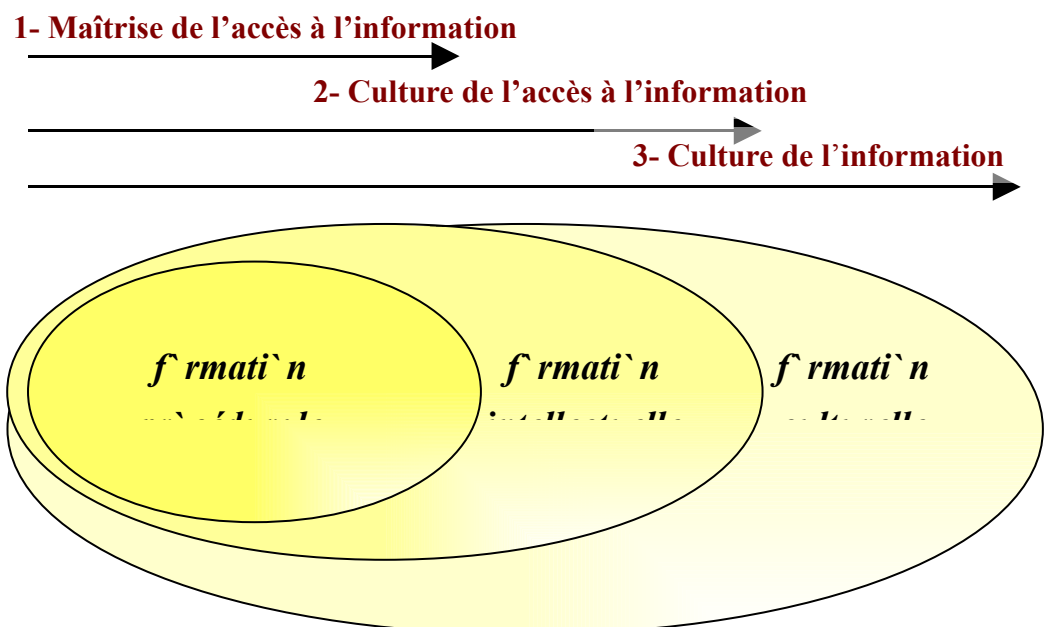 1- Maîtrise de l’accès à l’information
2- Culture de l’accès à l’information
3- Culture de l’information
f` rmati` n f` rmati` n f` rmati` n